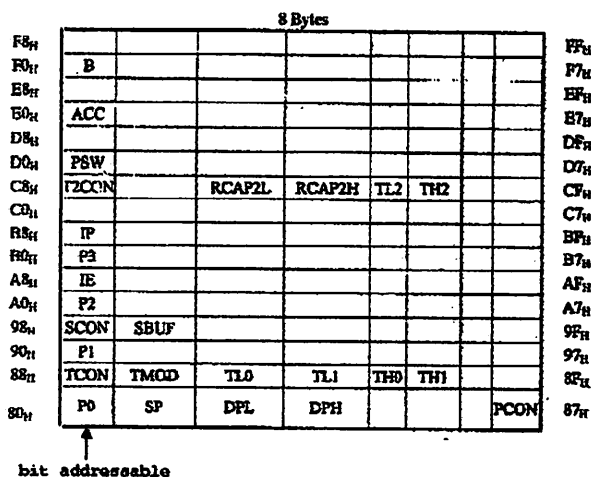 8 Bytes
F8H FFH
F0H B F7H
E8H EFH
E0H ACC E7H
D8H DFH
D0H PSW D7H
C8H T2CON RCAP2L RCAP2H TL2 TH2 CFH
C0H C7H
B8H IP BFH
B0H P3 B7H
A8H IE AFH
A0H P2 A7H
98H SCON SBUF 9FH
90H P1 97H
88H TCON TMOD TL0 TL1 TH0 TH1 8FH
80H P0 SP DPL DPH PCON 87H
bit addressable